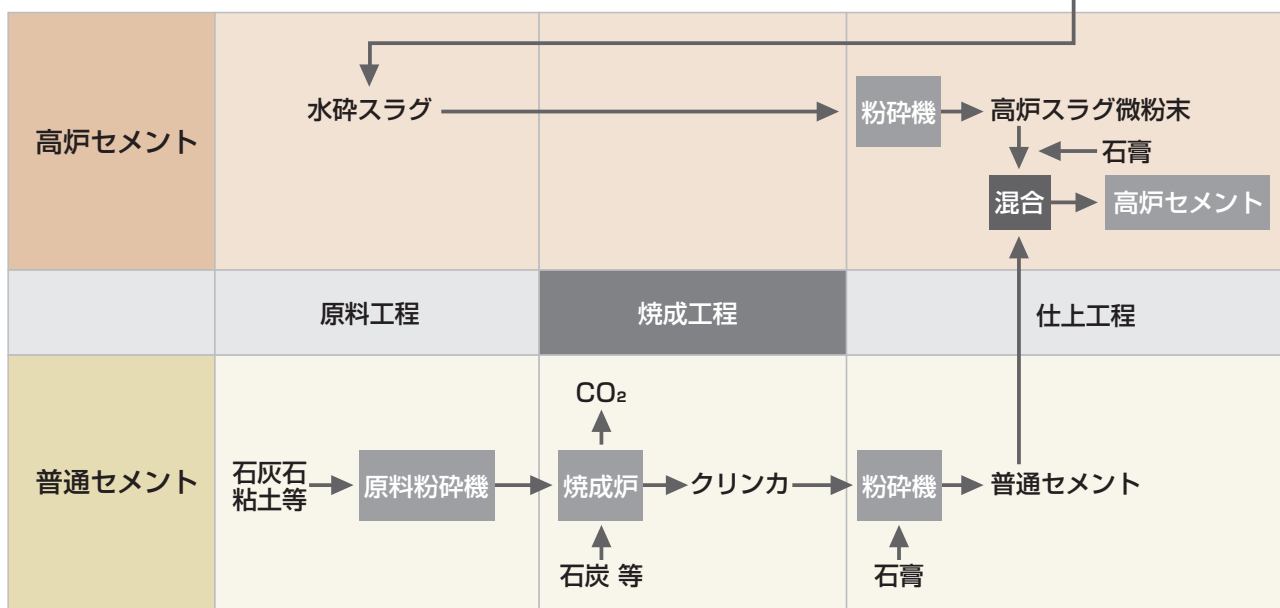 高炉セメント
水砕スラグ
粉砕機
高炉スラグ微粉末
石膏
混合
高炉セメント
原料工程
焼成工程
仕上工程
普通セメント
CO₂
石灰石
粘土等
原料粉砕機
焼成炉
クリンカ
粉砕機
普通セメント
石炭 等
石膏